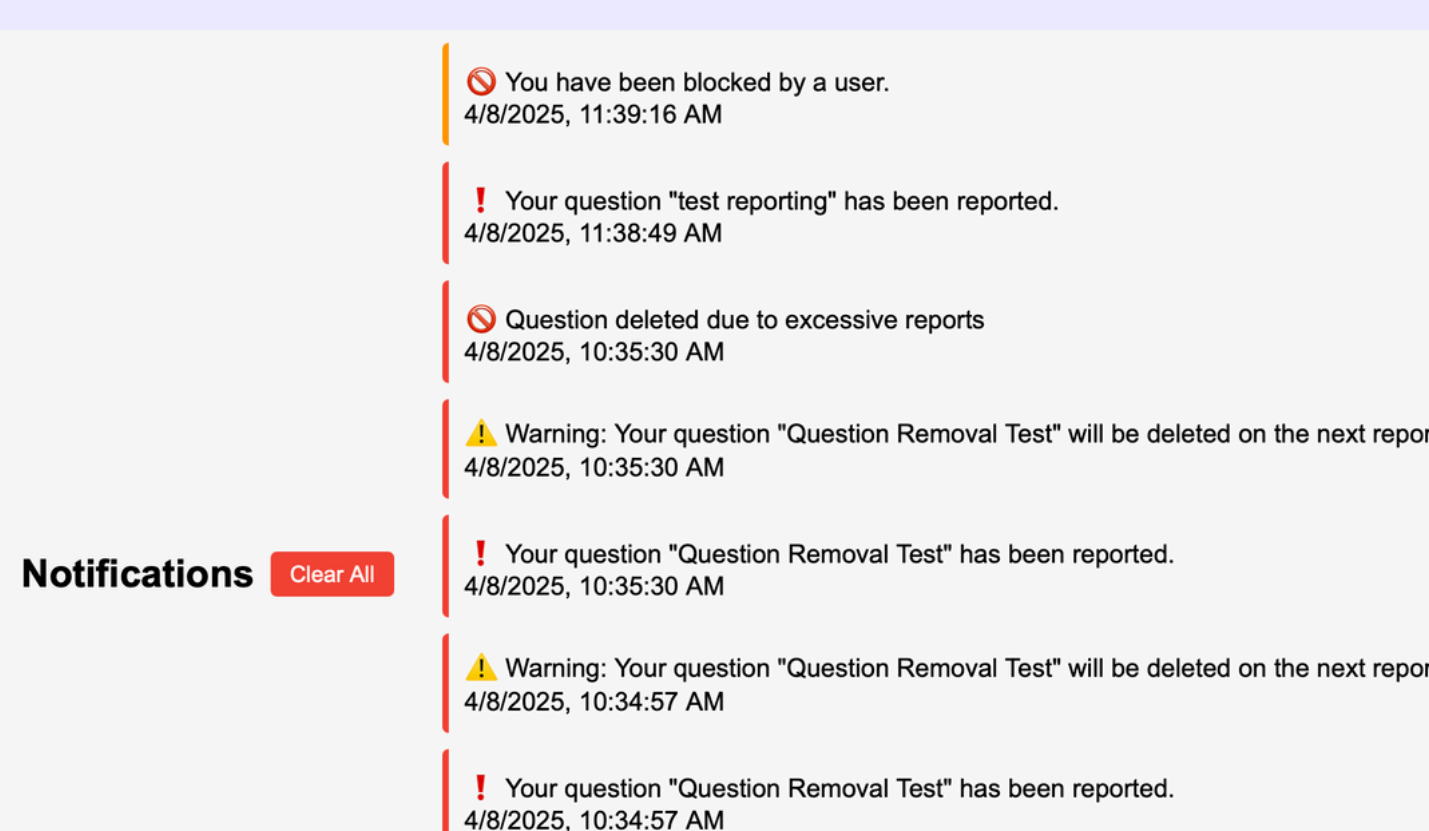 🚫 You have been blocked by a user.
4/8/2025, 11:39:16 AM
❗ Your question "test reporting" has been reported.
4/8/2025, 11:38:49 AM
🚫 Question deleted due to excessive reports
4/8/2025, 10:35:30 AM
⚠️ Warning: Your question "Question Removal Test" will be deleted on the next
4/8/2025, 10:35:30 AM
Notifications
Clear All
❗ Your question "Question Removal Test" has been reported.
4/8/2025, 10:35:30 AM
⚠️ Warning: Your question "Question Removal Test" will be deleted on the next
4/8/2025, 10:34:57 AM
❗ Your question "Question Removal Test" has been reported.
4/8/2025, 10:34:57 AM